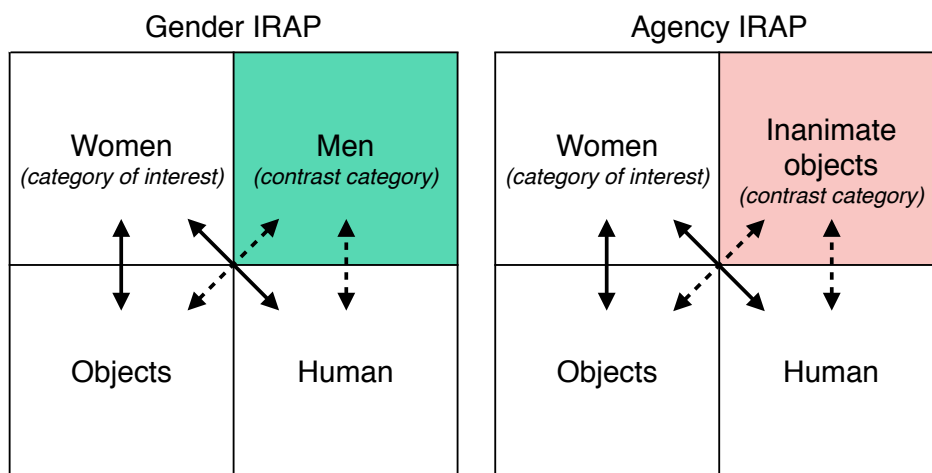 Gender IRAP
Women
(category of interest)
Men
(contrast category)
Objects
Human
Agency IRAP
Women
(category of interest)
Inanimate
objects
(contrast category)
Objects
Human